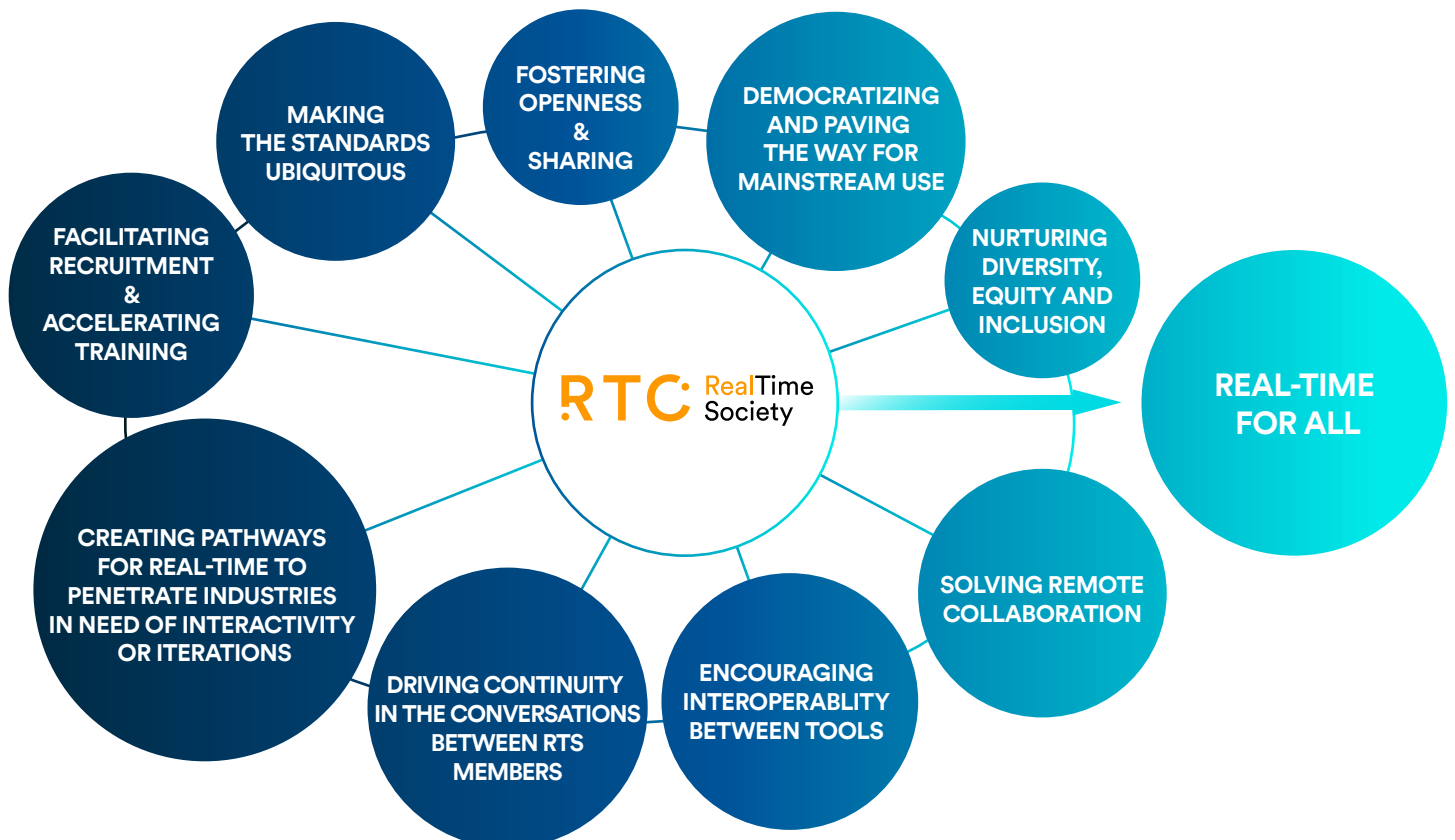 FOSTERING
OPENNESS
&
SHARING
DEMOCRATIZING
AND PAVING
THE WAY FOR
MAINSTREAM USE
MAKING
THE STANDARDS
UBIQUITOUS
NURTURING
DIVERSITY,
EQUITY AND
INCLUSION
FACILITATING
RECRUITMENT
&
ACCELERATING
TRAINING
RTC RealTime
Society
REAL-TIME
FOR ALL
CREATING PATHWAYS
FOR REAL-TIME TO
PENETRATE INDUSTRIES
IN NEED OF INTERACTIVITY
OR ITERATIONS
SOLVING REMOTE
COLLABORATION
DRIVING CONTINUITY
IN THE CONVERSATIONS
BETWEEN RTS
MEMBERS
ENCOURAGING
INTEROPERABLITY
BETWEEN TOOLS